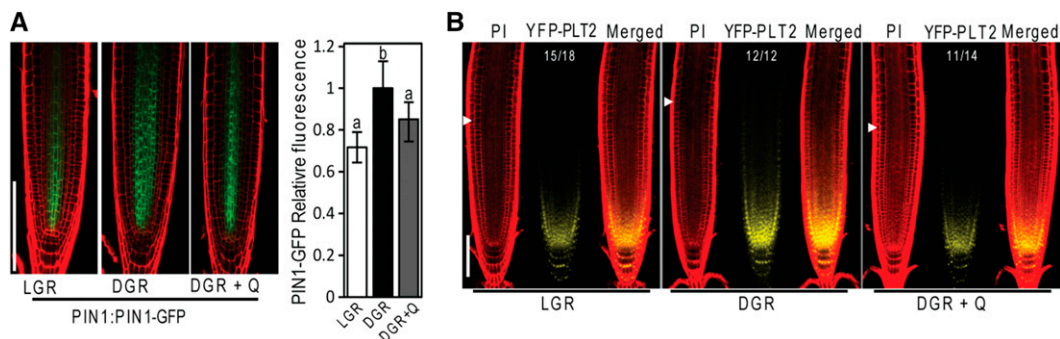 A
LGR
DGR
DGR + Q
PIN1:PIN1-GFP
PIN1-GFP Relativre fluorescence
1.2
1
0.8
0.6
0.4
0.2
0
a
b
a
LGR
DGR
DGR+Q
B
PI YFP-PLT2 Merged PI YFP-PLT2 Merged PI YFP-PLT2 Merged
15/18 12/12 11/14
LGR
DGR
DGR + Q